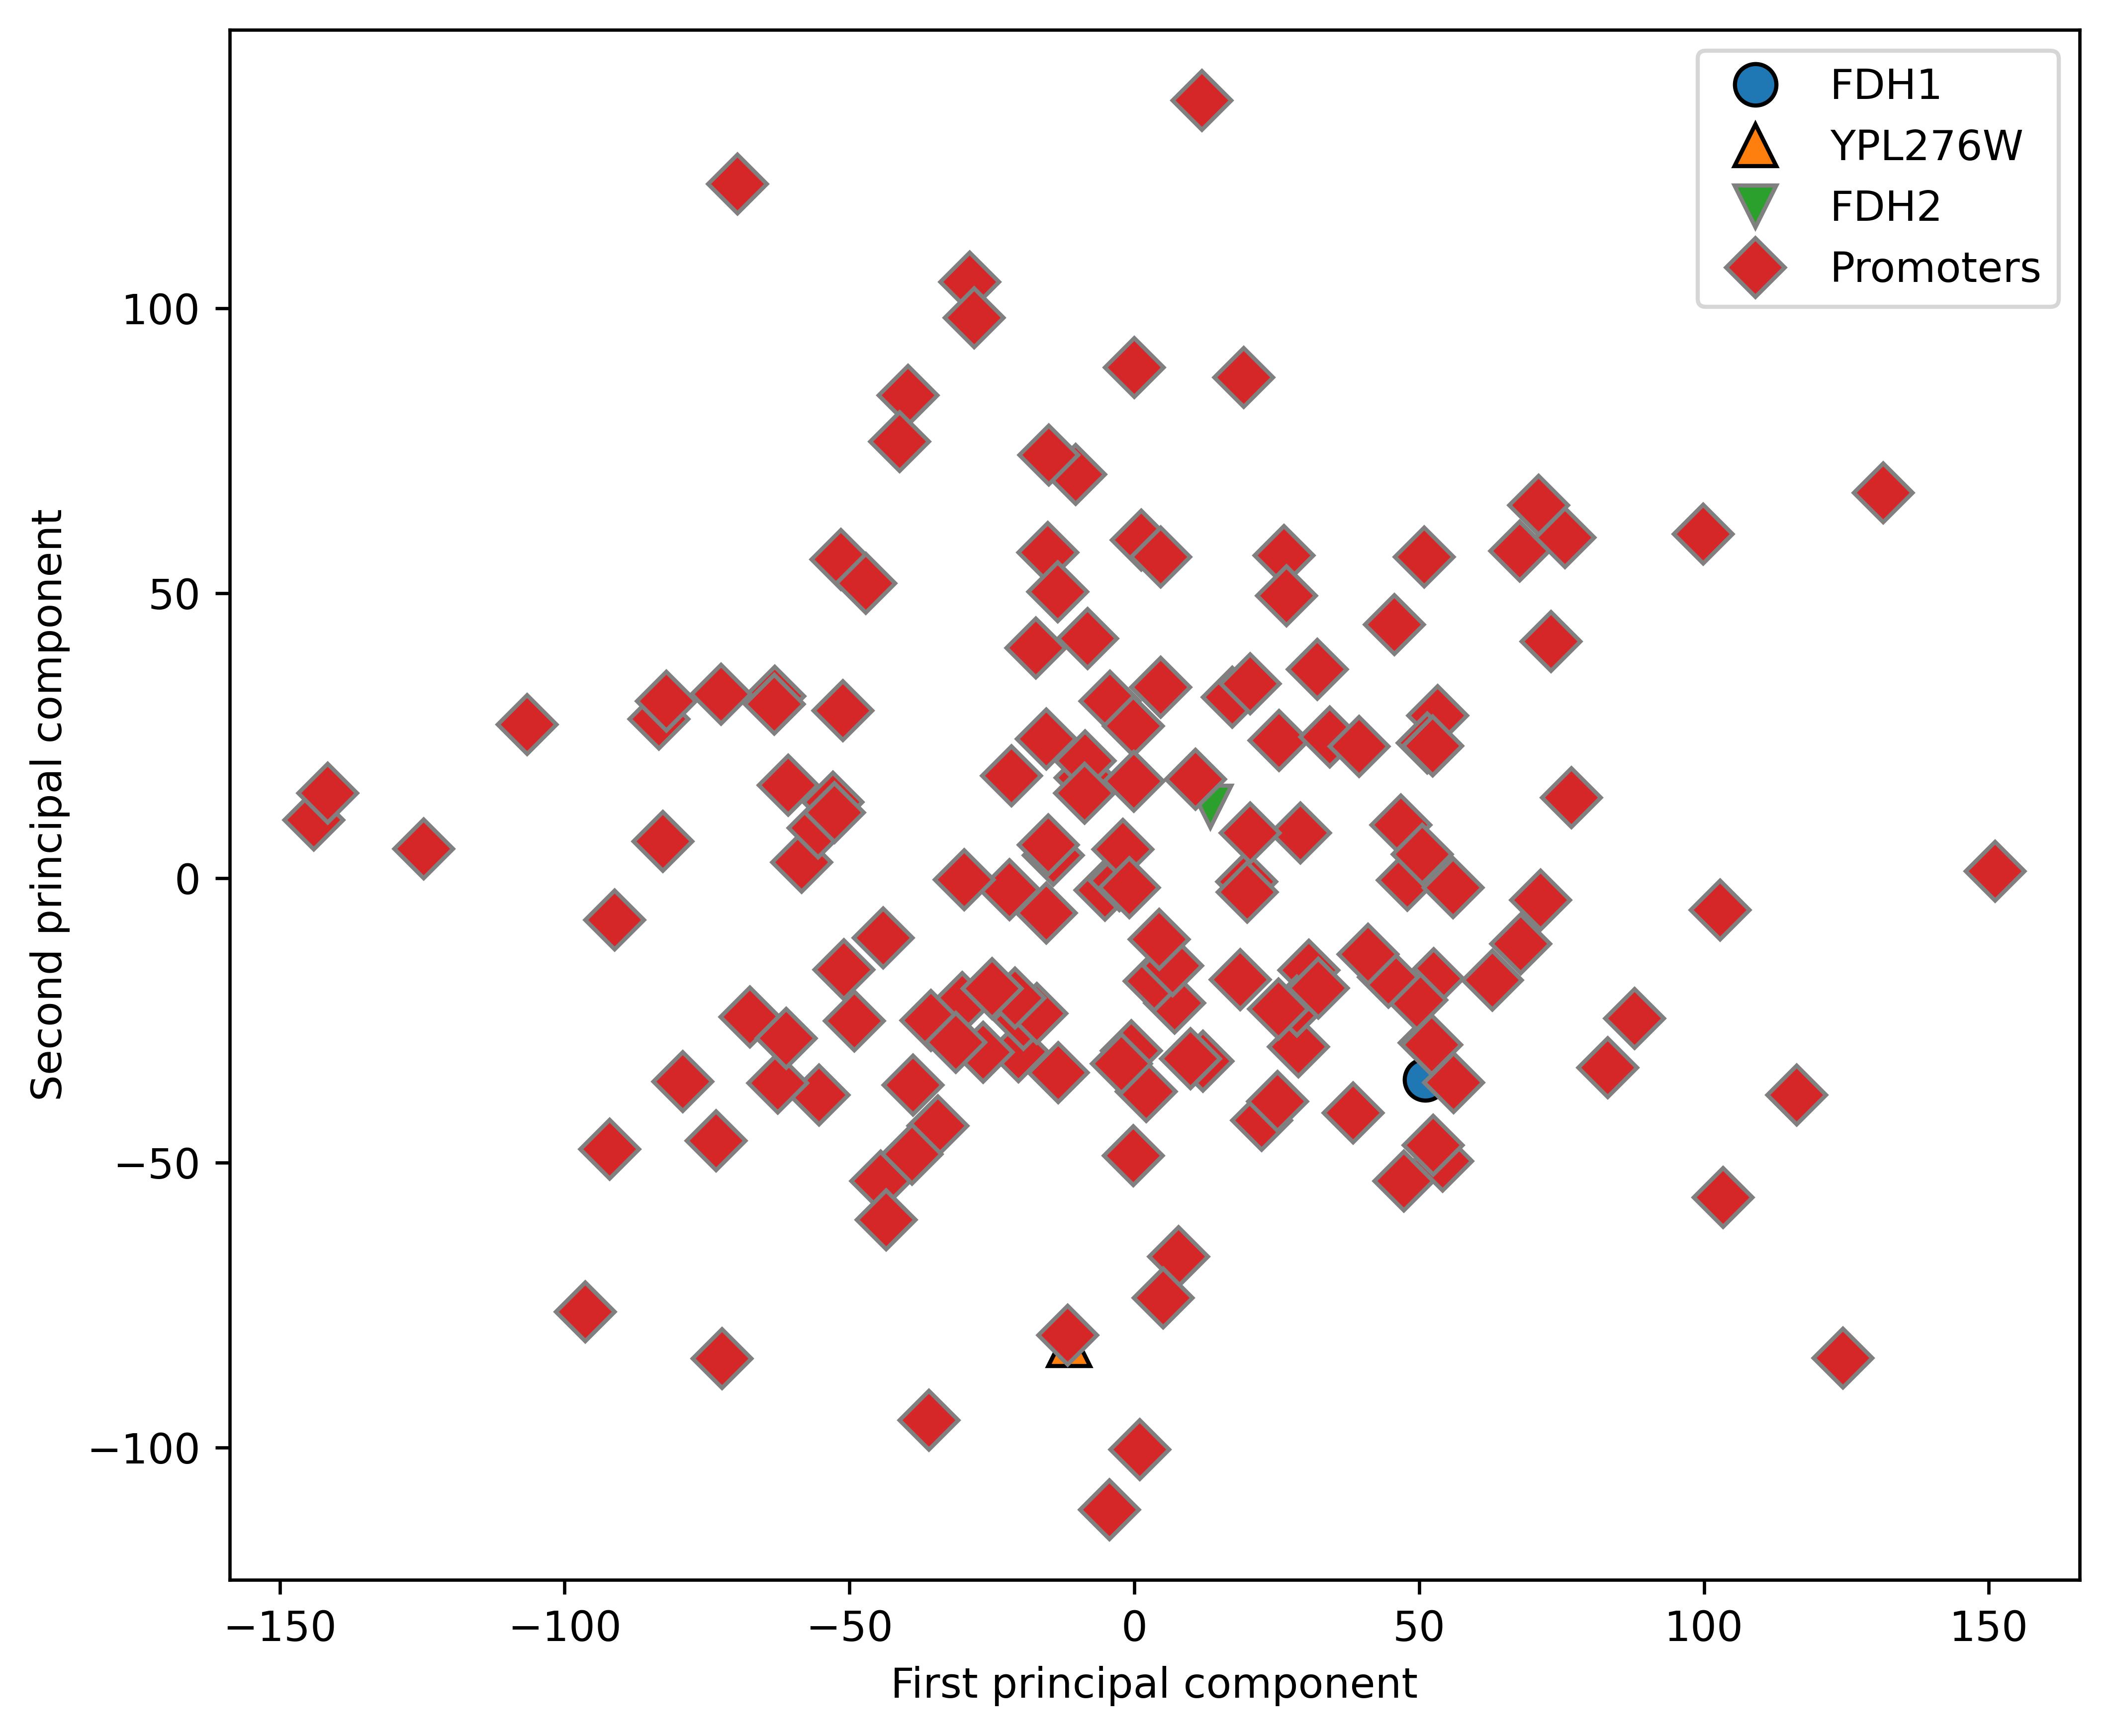 FDH1
YPL276W
FDH2
Promoters
100
50
0
−50
−100
Second principal component
−150
−100
−50
0
50
100
150
First principal component